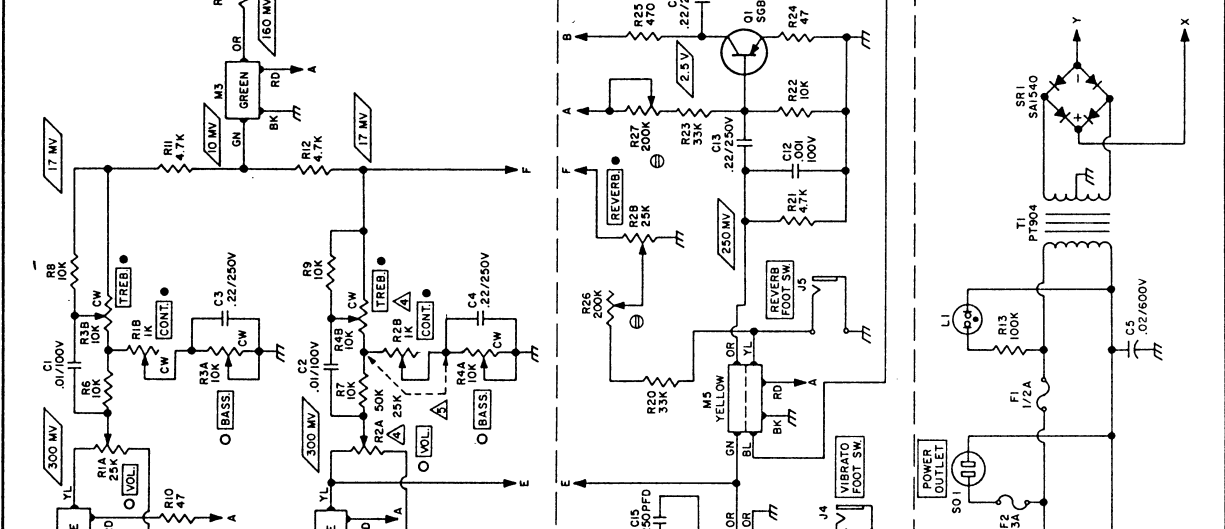 160 MV
OR
RD
A
M3
GREEN
BK
GN
10 MV
17 MV
R11
4.7K
R12
4.7K
17 MV
F
R8
10K
CW
TREB.
R3B
10K
R1B
1K
CONT.
CW
C3
.22/250V
CW
R3A
10K
BASS.
C1
.01/100V
R6
10K
300 MV
R1A
25K
VOL.
YL
R10
47
A
R9
10K
CW
TREB.
4
R4B
10K
R2B
1K
CONT.
C4
.22/250V
CW
R4A
10K
BASS.
C2
.01/100V
R7
10K
50K
25K
5
300 MV
R2A
4
VOL.
YL
A
E
B
R25
470
Q1
R24
47
2.5 V
A
R27
200K
R23
33K
R22
10K
C13
.22/250V
C12
.001
100V
F
REVERB.
R28
25K
250 MV
R21
4.7K
R26
200K
REVERB
FOOT SW.
J5
R20
33K
OR
YL
M5
YELLOW
RD
A
BK
GN
BL
E
VIBRATO
FOOT SW.
C15
OR
OR
J4
Y
X
SR1
SA1540
-
+
T1
PT904
L1
R13
100K
C5
.02/600V
F1
1/2A
POWER
OUTLET
SO1
F2
3A